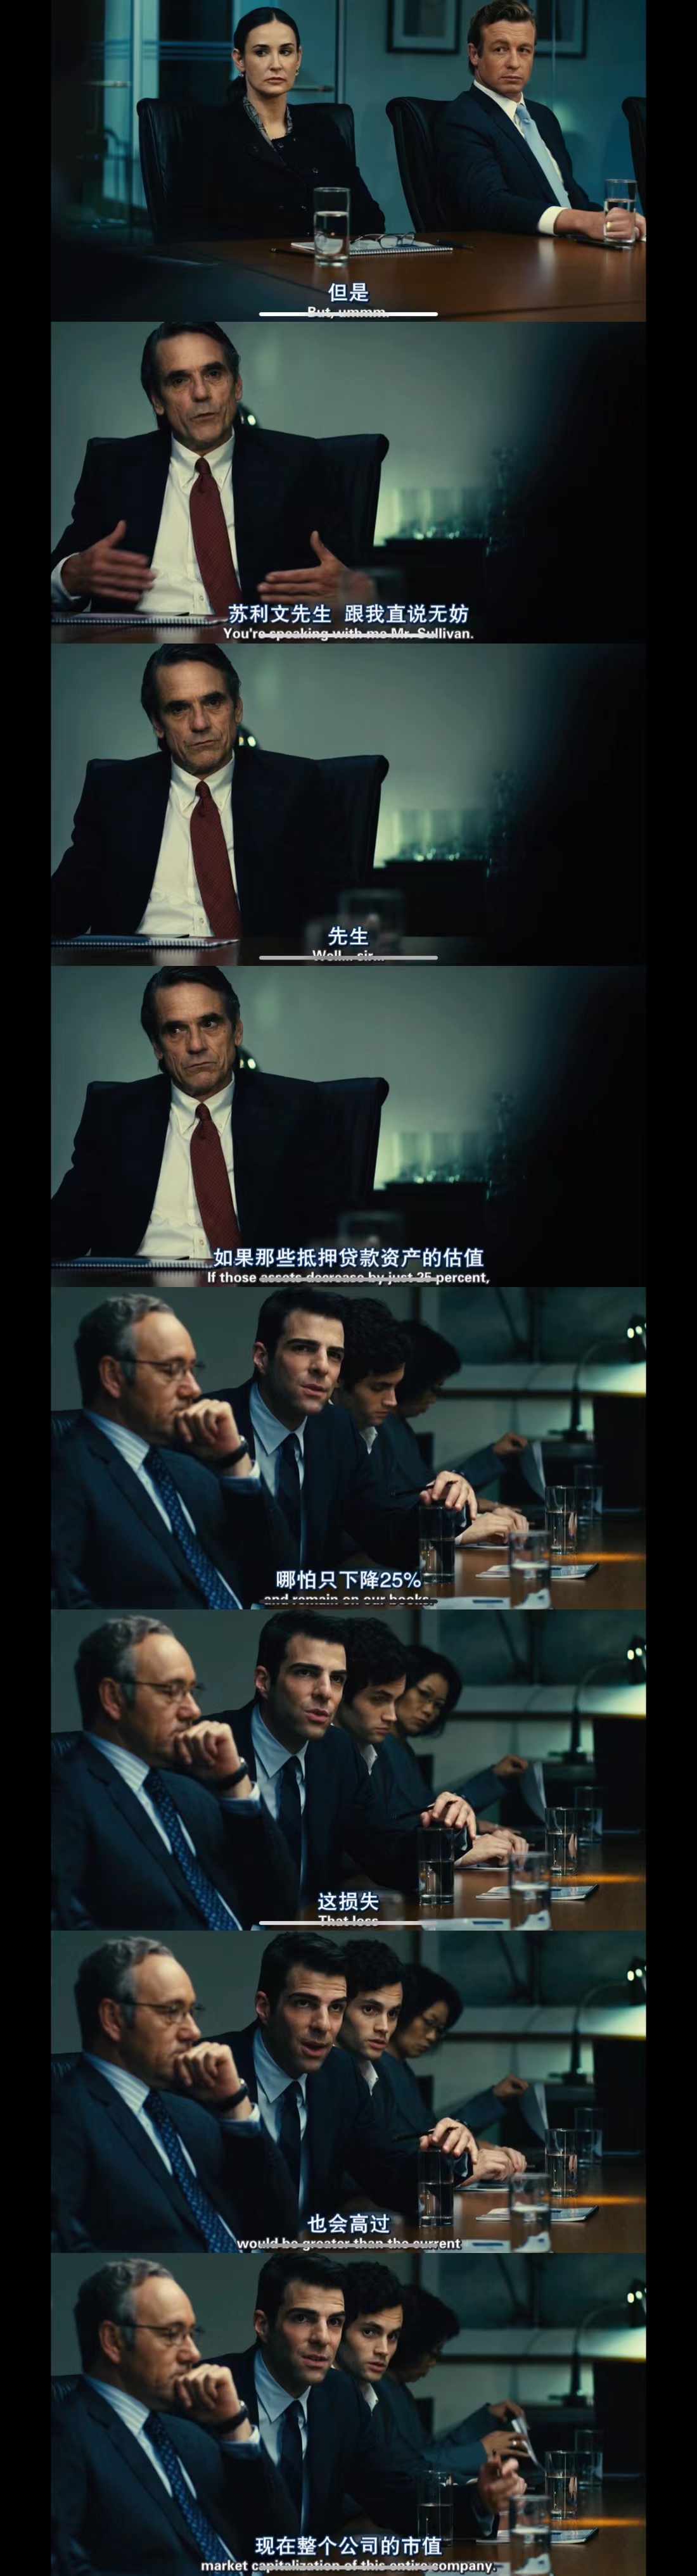 但是
But, ummm.
苏利文先生 跟我直说无妨
You're speaking with me Mr. Sullivan.
先生
Well... sir...
如果那些抵押贷款资产的估值
If those assets decrease by just 25 percent,
哪怕只下降25%
and remain on our books,
这损失
That loss
也会高过
would be greater than the current
现在整个公司的市值
market capitalization of this entire company.